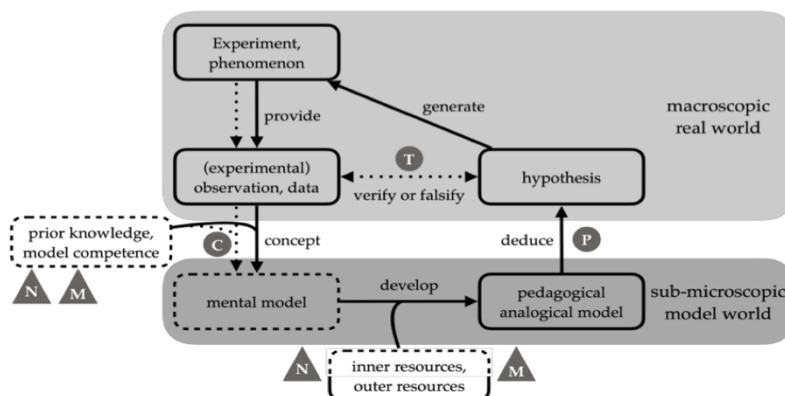 Experiment,
phenomenon
generate
macroscopic
real world
provide
T
(experimental)
observation, data
hypothesis
verify or falsify
prior knowledge,
model competence
C
concept
deduce
P
N
M
develop
mental model
pedagogical
analogical model
sub-microscopic
model world
N
inner resources,
outer resources
M